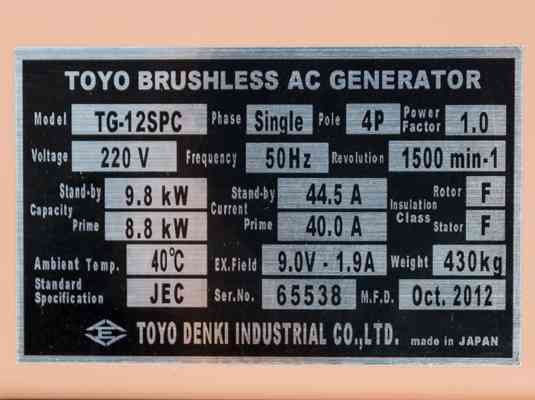 TOYO BRUSHLESS AC GENERATOR
Model TG-12SPC Phase Single Pole 4P Power Factor 1.0
Voltage 220 V Frequency 50Hz Revolution 1500 min-1
Capacity Stand-by 9.8 kW Current Stand-by 44.5 A Insulation Class Rotor F
Prime 8.8 kW Prime 40.0 A Stator F
Ambient Temp. 40℃ EX.Field 9.0V - 1.9A Weight 430kg
Standard Specification JEC Ser.No. 65538 M.F.D. Oct. 2012
E TOYO DENKI INDUSTRIAL CO.,LTD. made in JAPAN